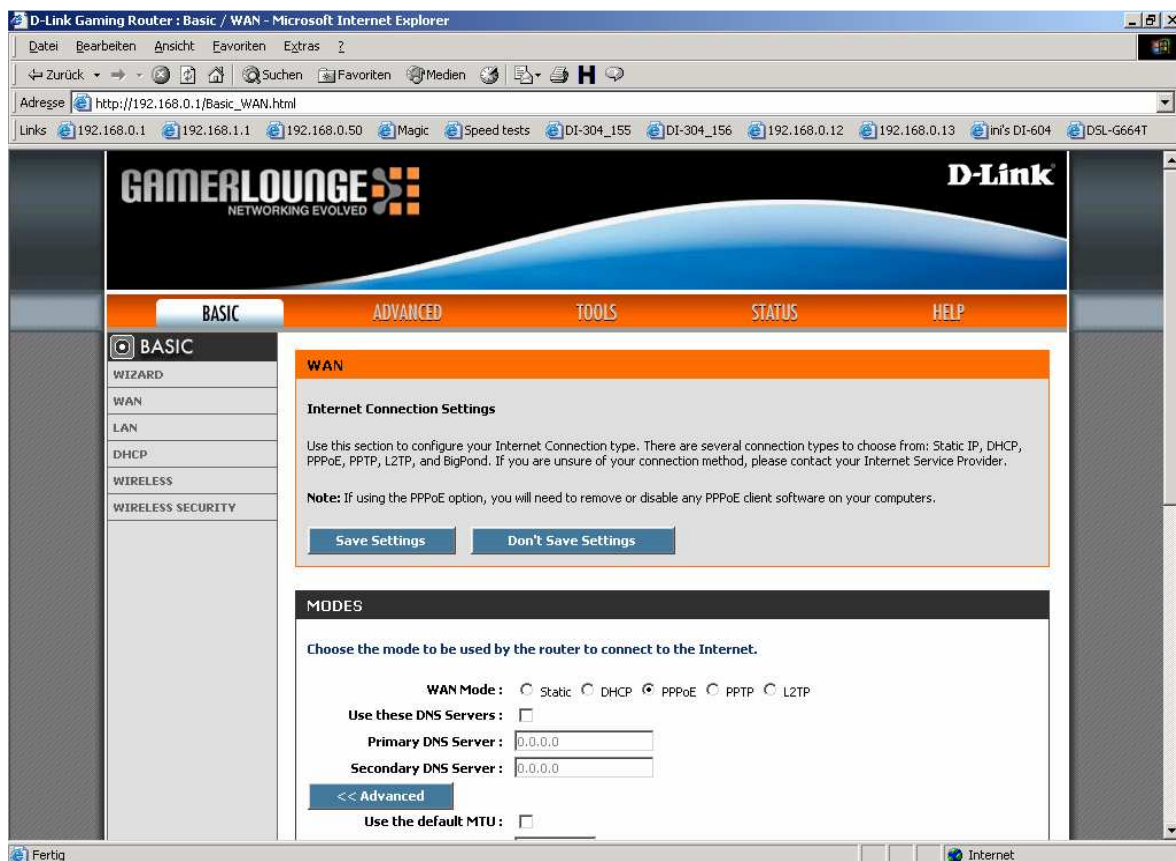 D-Link Gaming Router : Basic / WAN - Microsoft Internet Explorer
Datei Bearbeiten Ansicht Favoriten Extras ?
Zurück Suchen Favoriten Medien H
Adresse http://192.168.0.1/Basic_WAN.html
Links 192.168.0.1 192.168.1.1 192.168.0.50 Magic Speed tests DI-304_155 DI-304_156 192.168.0.12 192.168.0.13 ini's DI-604 DSL-G664T
GAMERLOUNGE
NETWORKING EVOLVED
D-Link
BASIC ADVANCED TOOLS STATUS HELP
BASIC
WIZARD
WAN
LAN
DHCP
WIRELESS
WIRELESS SECURITY
WAN
Internet Connection Settings
Use this section to configure your Internet Connection type. There are several connection types to choose from: Static IP, DHCP,
PPPoE, PPTP, L2TP, and BigPond. If you are unsure of your connection method, please contact your Internet Service Provider.
Note: If using the PPPoE option, you will need to remove or disable any PPPoE client software on your computers.
Save Settings Don't Save Settings
MODES
Choose the mode to be used by the router to connect to the Internet.
WAN Mode : Static DHCP PPPoE PPTP L2TP
Use these DNS Servers :
Primary DNS Server : 0.0.0.0
Secondary DNS Server : 0.0.0.0
<< Advanced
Use the default MTU :
Fertig Internet